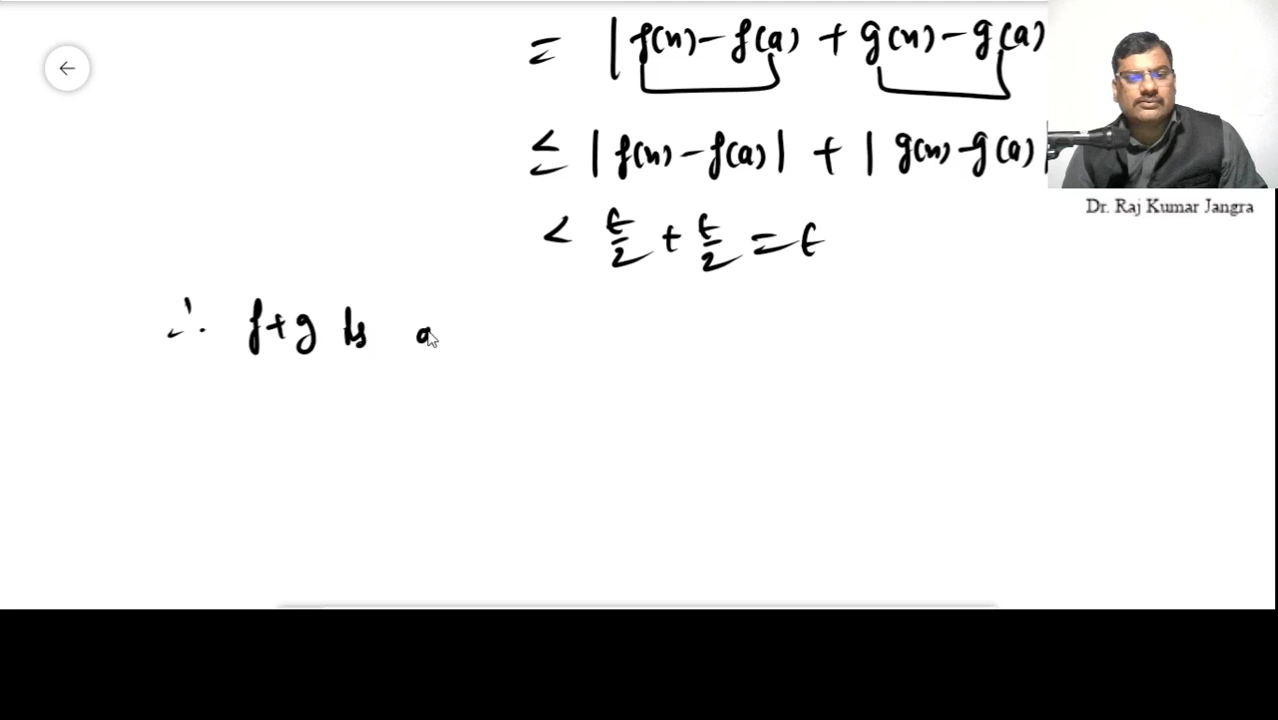 = | f(x) - f(a) + g(x) - g(a)
≤ | f(x) - f(a) | + | g(x) - g(a) |
Dr. Raj Kumar Jangra
< ε/2 + ε/2 = ε
∴ f+g is a